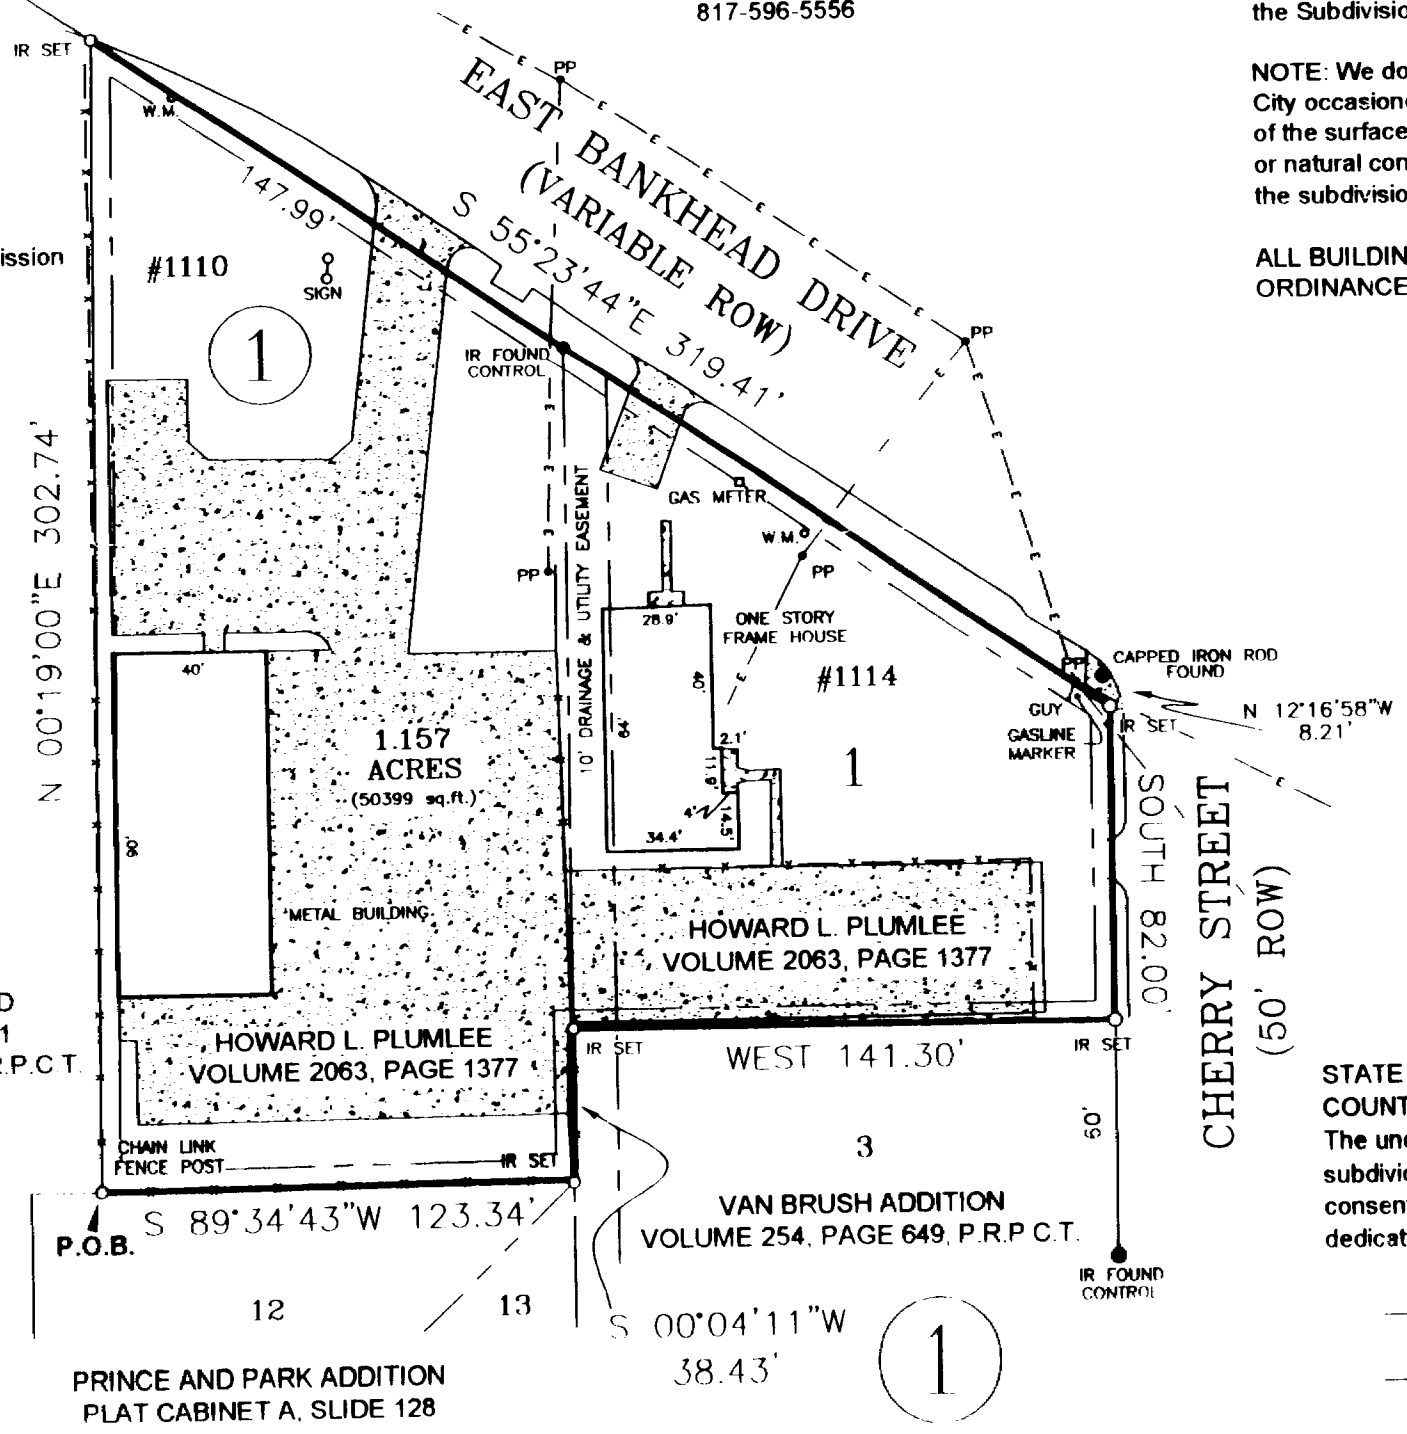 817-596-5556
the Subdivisio
IR SET
PP
NOTE: We do
City occasion
of the surface
or natural con
the subdivisio
W.M.
EAST BANKHEAD DRIVE
(VARIABLE ROW)
147.99'
S 55°23'44"E 319.41'
ission
#1110
SIGN
ALL BUILDIN
ORDINANCE
1
PP
IR FOUND
CONTROL
N 00°19'00"E 302.74'
10' DRAINAGE & UTILITY EASEMENT
GAS METER
W.M.
PP
PP
28.9'
ONE STORY
FRAME HOUSE
40'
#1114
PP
CAPPED IRON ROD
FOUND
GUY
IR SET
N 12°16'58"W
8.21'
GASLINE
MARKER
40'
64'
1.157
ACRES
(50399 sq.ft.)
2.1'
11.9'
1
4'
14.5'
34.4'
90'
SOUTH 82.00'
CHERRY STREET
(50' ROW)
METAL BUILDING
HOWARD L. PLUMLEE
VOLUME 2063, PAGE 1377
D
1
R.P.C.T.
HOWARD L. PLUMLEE
VOLUME 2063, PAGE 1377
IR SET
WEST 141.30'
IR SET
STATE
COUNT
The und
subdivid
consen
dedicat
60'
CHAIN LINK
FENCE POST
IR SET
3
VAN BRUSH ADDITION
VOLUME 254, PAGE 649, P.R.P.C.T.
S 89°34'43"W 123.34'
P.O.B.
IR FOUND
CONTROL
12
13
S 00°04'11"W
38.43'
1
PRINCE AND PARK ADDITION
PLAT CABINET A, SLIDE 128